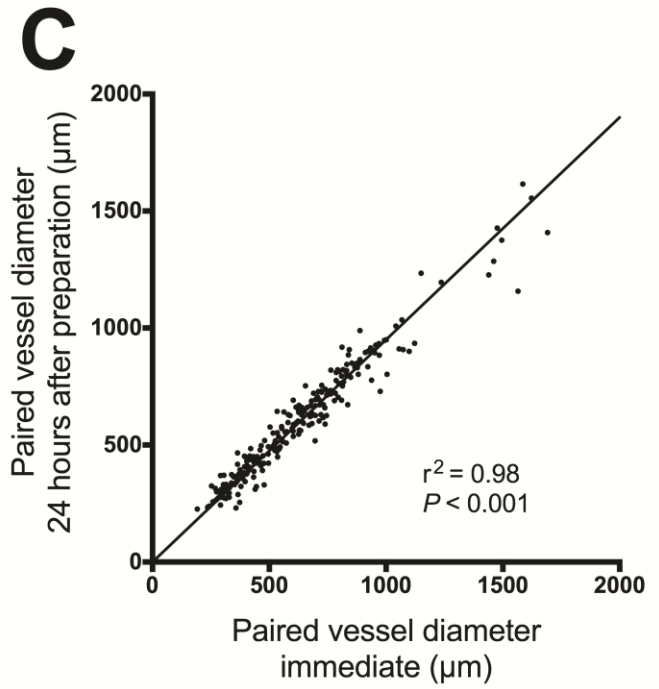 C
Paired vessel diameter
24 hours after preparation (μm)
2000
1500
1000
500
0
r² = 0.98
P < 0.001
0 500 1000 1500 2000
Paired vessel diameter
immediate (μm)